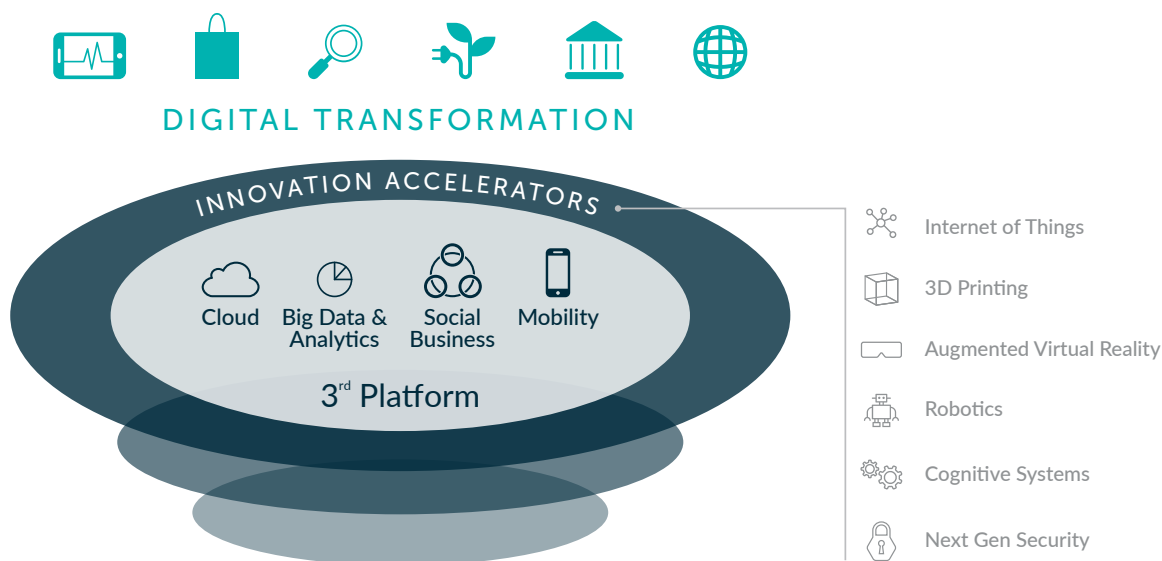 DIGITAL TRANSFORMATION
INNOVATION ACCELERATORS
Cloud
Big Data &
Analytics
Social
Business
Mobility
3rd Platform
Internet of Things
3D Printing
Augmented Virtual Reality
Robotics
Cognitive Systems
Next Gen Security